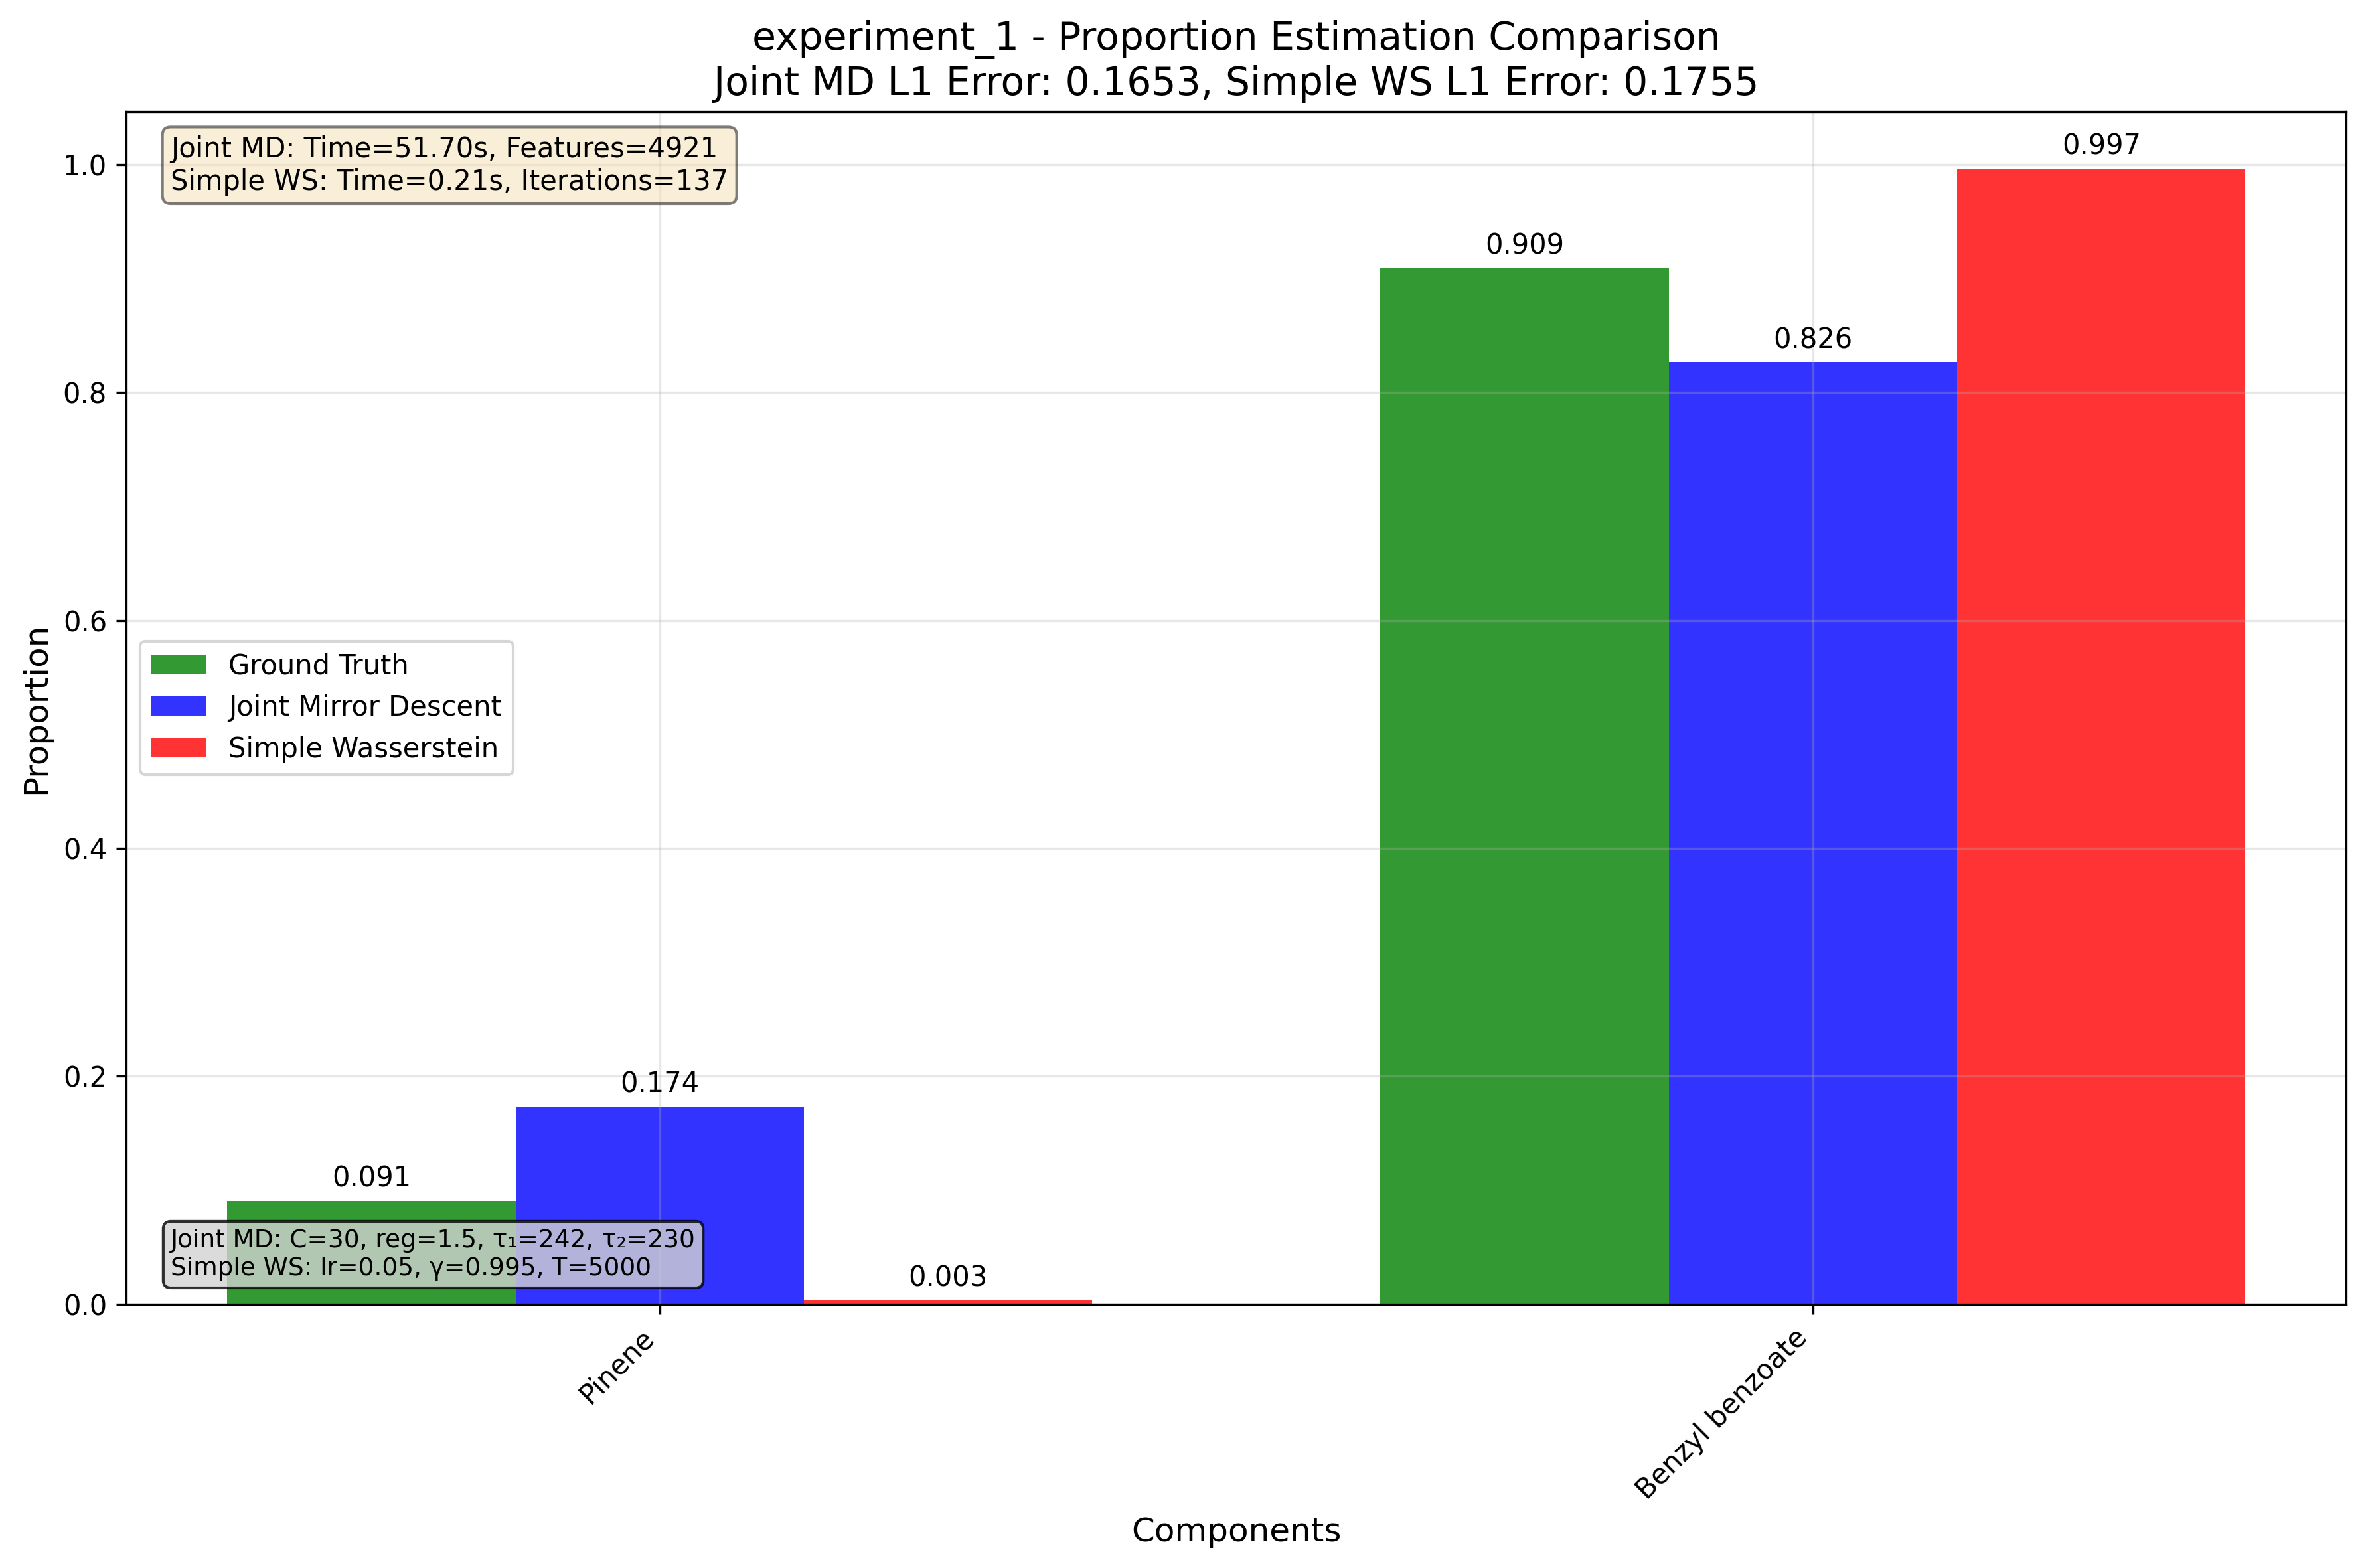 experiment_1 - Proportion Estimation Comparison
Joint MD L1 Error: 0.1653, Simple WS L1 Error: 0.1755
Joint MD: Time=51.70s, Features=4921
Simple WS: Time=0.21s, Iterations=137
1.0
0.8
0.6
0.4
0.2
0.0
Proportion
Ground Truth
Joint Mirror Descent
Simple Wasserstein
0.091
0.174
0.003
0.909
0.826
0.997
Joint MD: C=30, reg=1.5, τ₁=242, τ₂=230
Simple WS: lr=0.05, γ=0.995, T=5000
Pinene
Benzyl benzoate
Components